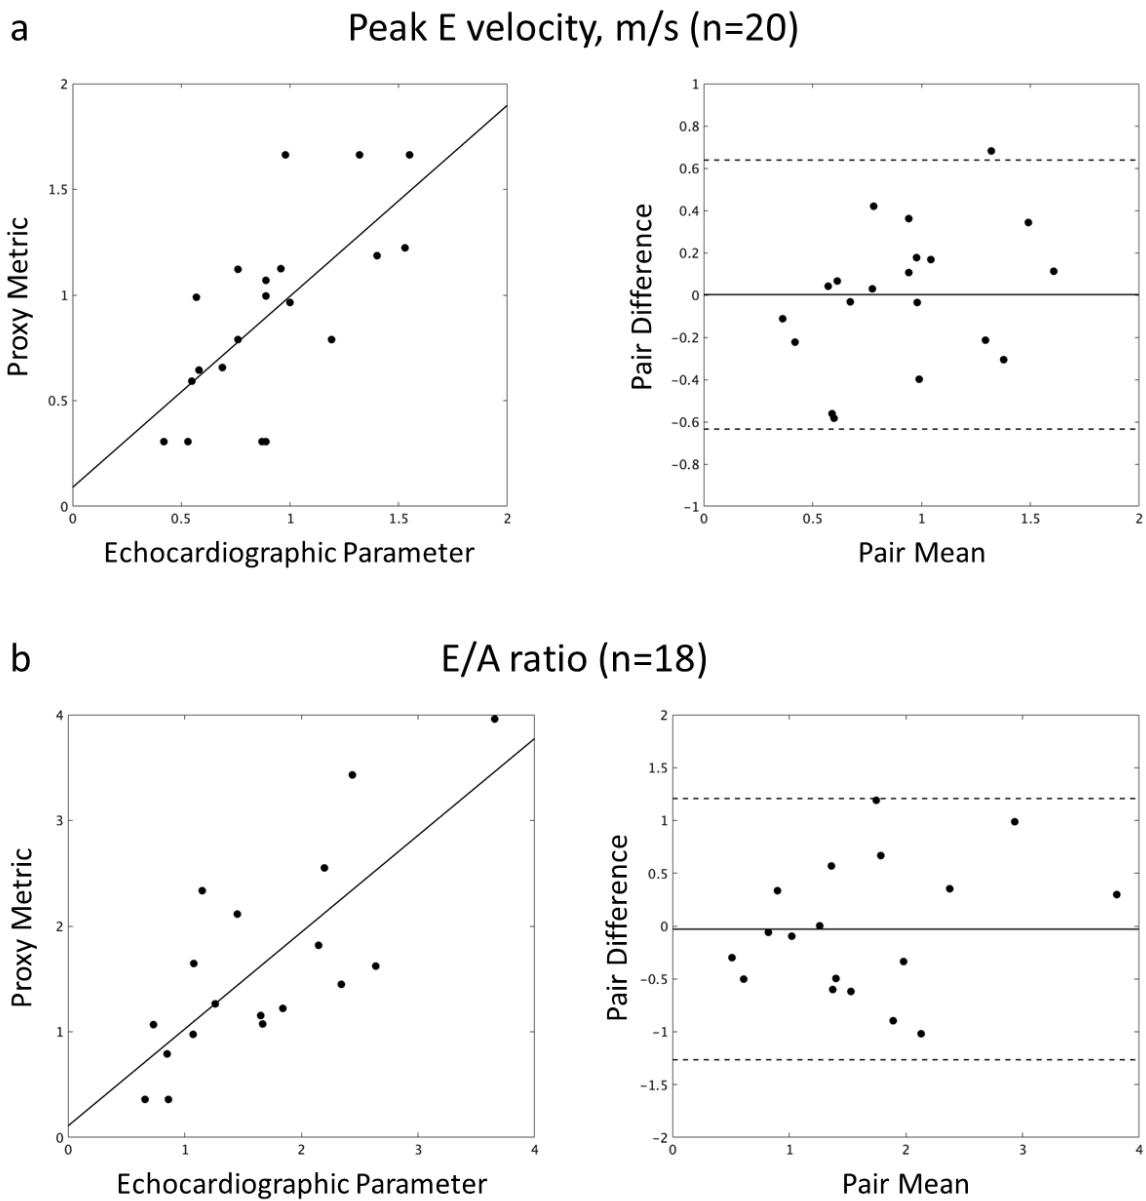 a
Peak E velocity, m/s (n=20)
Proxy Metric
2
1.5
1
0.5
0
0 0.5 1 1.5 2
Echocardiographic Parameter
Pair Difference
1
0.8
0.6
0.4
0.2
0
−0.2
−0.4
−0.6
−0.8
−1
0 0.5 1 1.5 2
Pair Mean
b
E/A ratio (n=18)
Proxy Metric
4
3
2
1
0
0 1 2 3 4
Echocardiographic Parameter
Pair Difference
2
1.5
1
0.5
0
−0.5
−1
−1.5
−2
0 1 2 3 4
Pair Mean